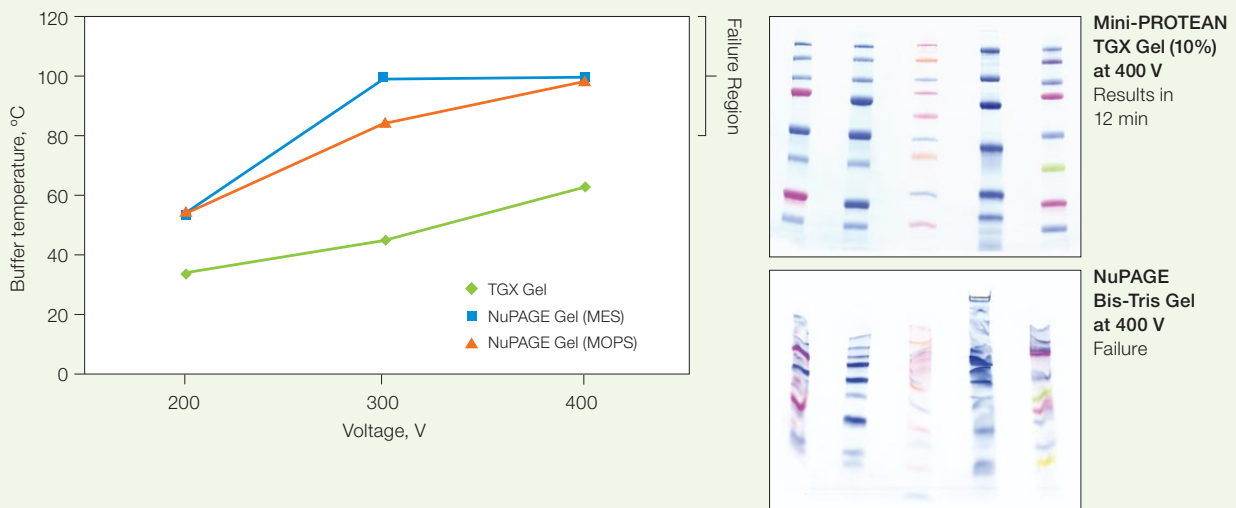 120
100
80
60
40
20
0
Buffer temperature, ºC
200
300
400
Voltage, V
TGX Gel
NuPAGE Gel (MES)
NuPAGE Gel (MOPS)
Failure Region
Mini-PROTEAN
TGX Gel (10%)
at 400 V
Results in
12 min
NuPAGE
Bis-Tris Gel
at 400 V
Failure